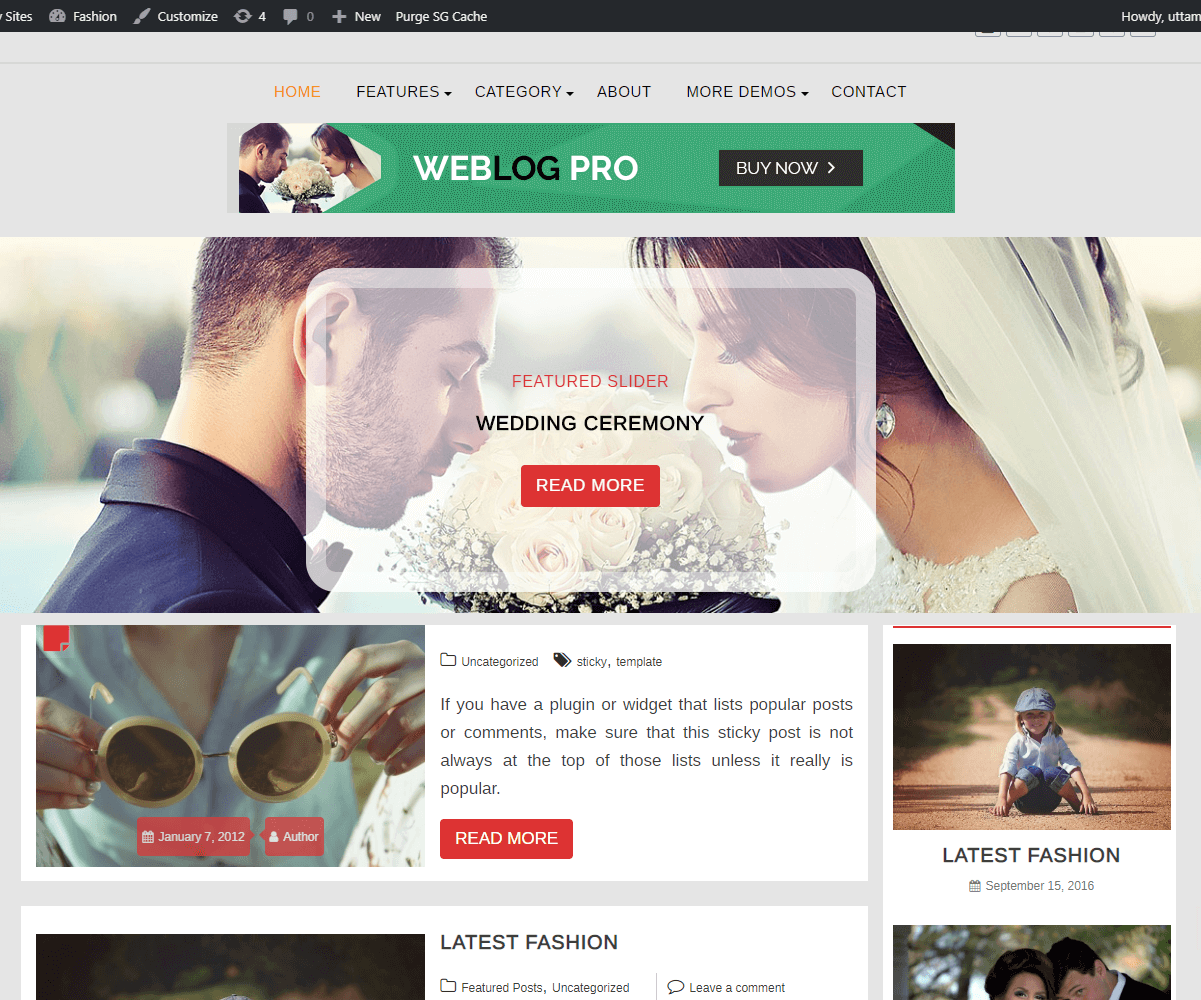 Sites Fashion Customize 4 0 New Purge SG Cache Howdy, uttam
HOME FEATURES CATEGORY ABOUT MORE DEMOS CONTACT
WEBLOG PRO BUY NOW
FEATURED SLIDER
WEDDING CEREMONY
READ MORE
Uncategorized sticky, template
If you have a plugin or widget that lists popular posts
or comments, make sure that this sticky post is not
always at the top of those lists unless it really is
popular.
January 7, 2012 Author
READ MORE
LATEST FASHION
September 15, 2016
LATEST FASHION
Featured Posts, Uncategorized Leave a comment